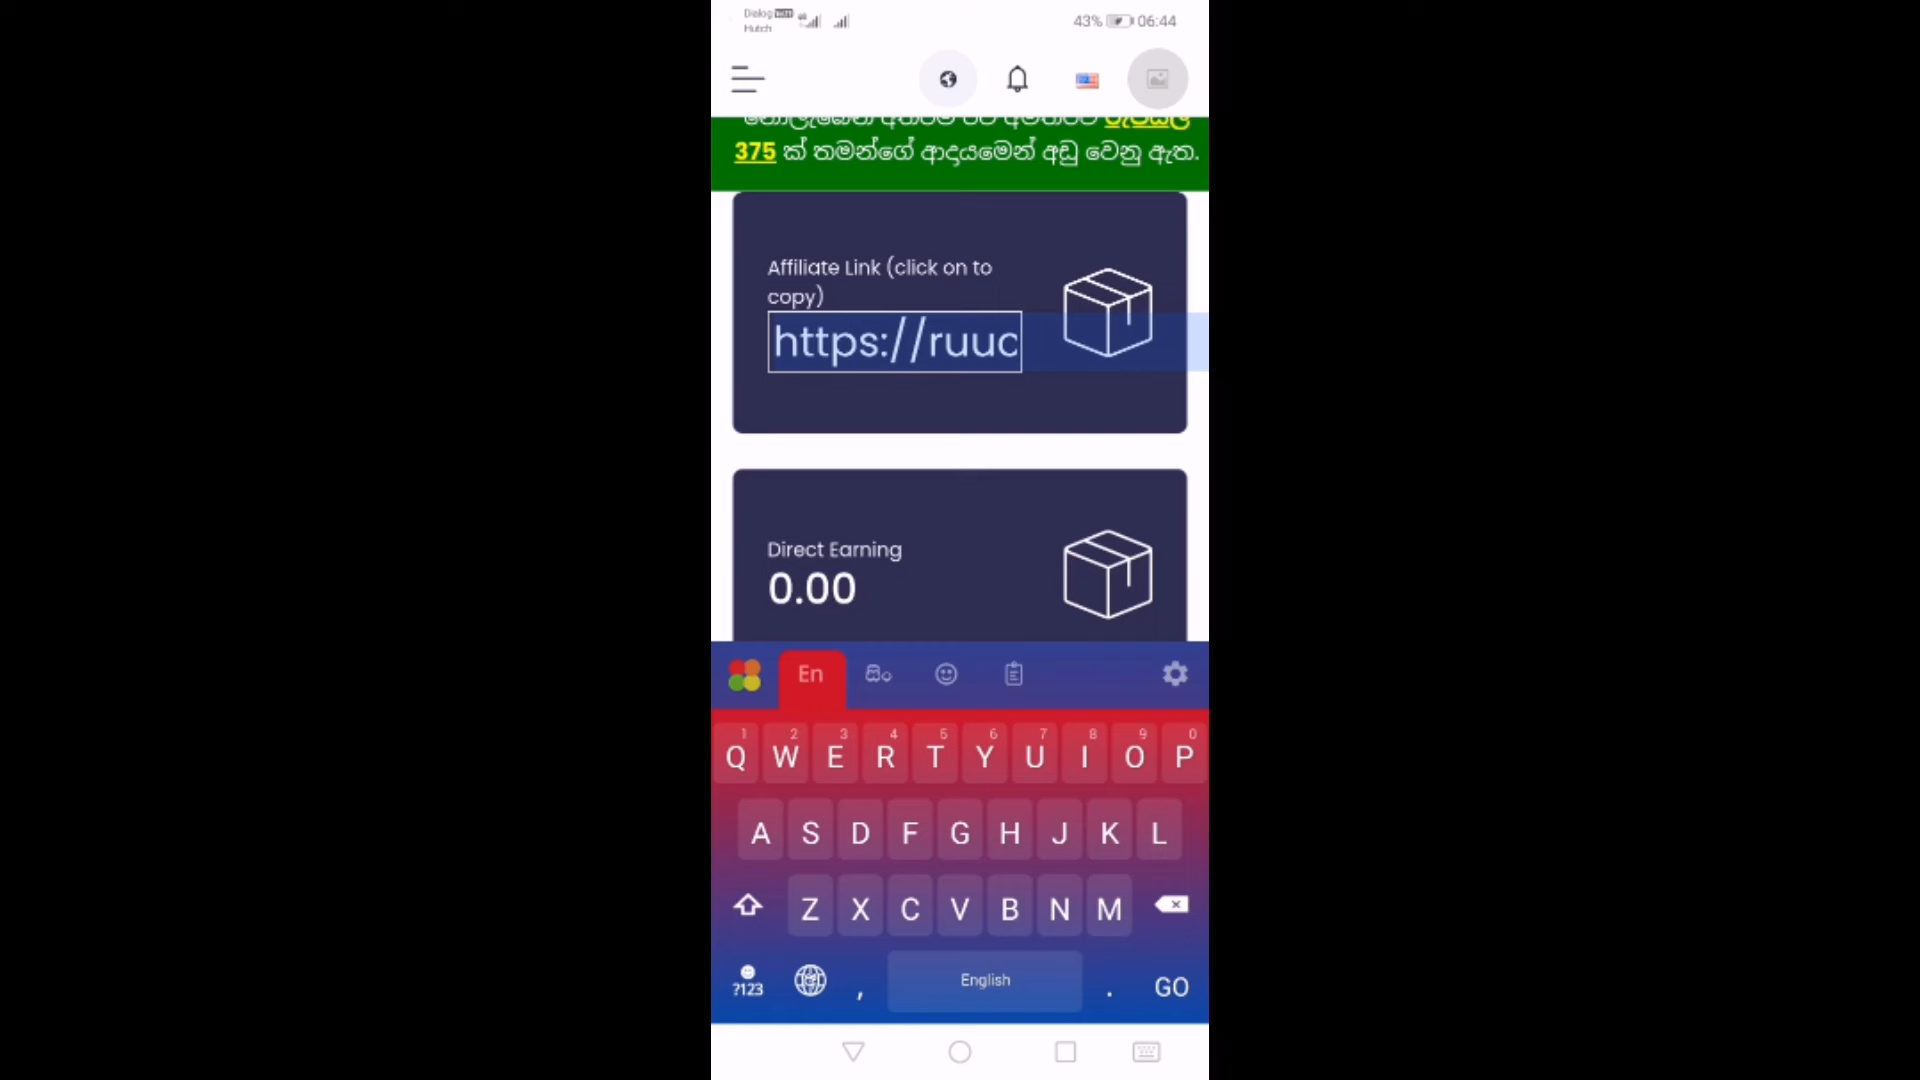 Dialog VoLTE
Hutch
43% 06:44
375 ක් තමන්ගේ ආදායමෙන් අඩු වෙනු ඇත.
Affiliate Link (click on to
copy)
https://ruuc
Direct Earning
0.00
En සිං
1 2 3 4 5 6 7 8 9 0
Q W E R T Y U I O P
A S D F G H J K L
Z X C V B N M
?123 , English . GO